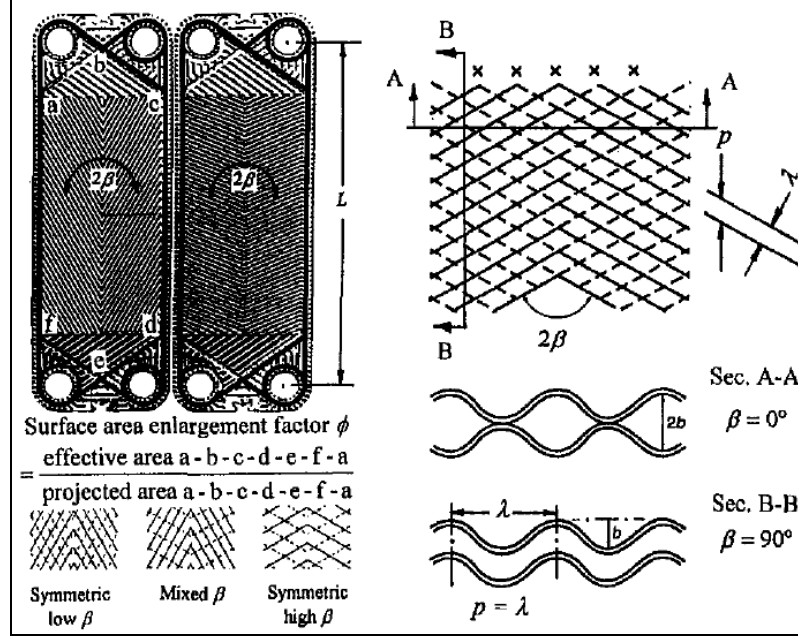 b
a
c
2β
2β
L
f
d
e
Surface area enlargement factor ϕ
= effective area a - b - c - d - e - f - a
projected area a - b - c - d - e - f - a
Symmetric
low β
Mixed β
Symmetric
high β
B
A
A
p
λ
B
2β
Sec. A-A
2b
β = 0°
Sec. B-B
λ
b
β = 90°
p = λ